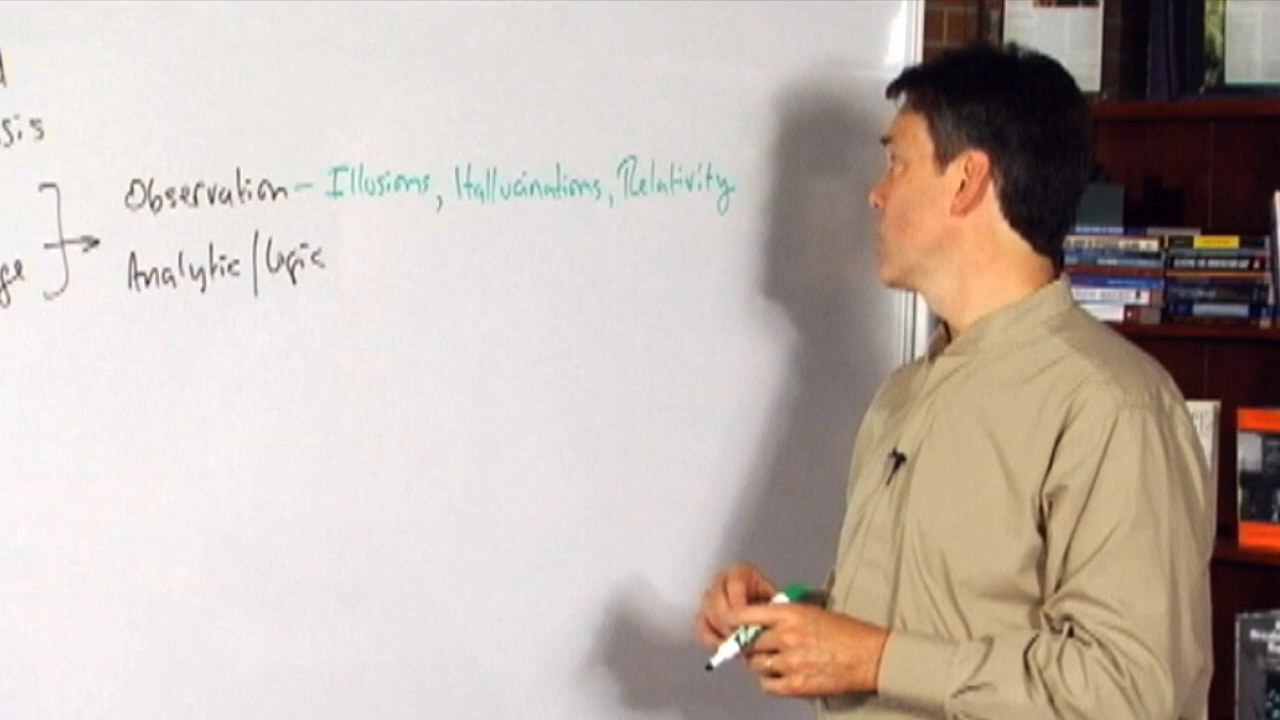 sis
Observation - Illusions, Hallucinations, Relativity
Analytic / Logic